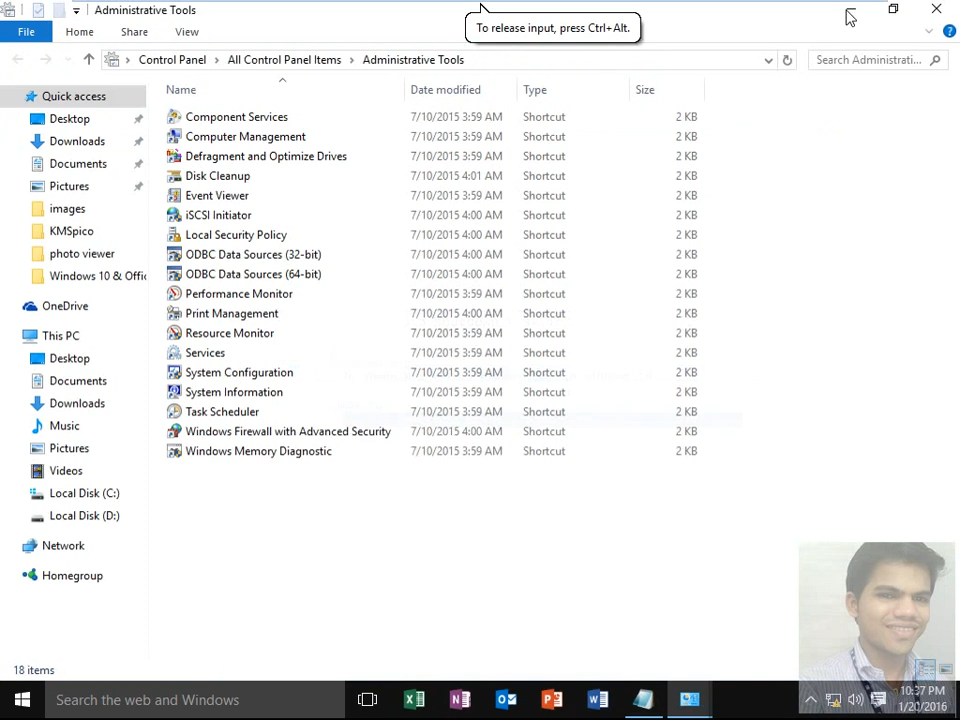 Administrative Tools
To release input, press Ctrl+Alt.
File Home Share View
Control Panel All Control Panel Items Administrative Tools
Search Administrati...
Name Date modified Type Size
Quick access
Desktop
Downloads
Documents
Pictures
images
KMSpico
photo viewer
Windows 10 & Offic
OneDrive
This PC
Desktop
Documents
Downloads
Music
Pictures
Videos
Local Disk (C:)
Local Disk (D:)
Network
Homegroup
Component Services 7/10/2015 3:59 AM Shortcut 2 KB
Computer Management 7/10/2015 3:59 AM Shortcut 2 KB
Defragment and Optimize Drives 7/10/2015 3:59 AM Shortcut 2 KB
Disk Cleanup 7/10/2015 4:01 AM Shortcut 2 KB
Event Viewer 7/10/2015 3:59 AM Shortcut 2 KB
iSCSI Initiator 7/10/2015 4:00 AM Shortcut 2 KB
Local Security Policy 7/10/2015 4:00 AM Shortcut 2 KB
ODBC Data Sources (32-bit) 7/10/2015 4:00 AM Shortcut 2 KB
ODBC Data Sources (64-bit) 7/10/2015 4:00 AM Shortcut 2 KB
Performance Monitor 7/10/2015 3:59 AM Shortcut 2 KB
Print Management 7/10/2015 4:00 AM Shortcut 2 KB
Resource Monitor 7/10/2015 3:59 AM Shortcut 2 KB
Services 7/10/2015 3:59 AM Shortcut 2 KB
System Configuration 7/10/2015 3:59 AM Shortcut 2 KB
System Information 7/10/2015 3:59 AM Shortcut 2 KB
Task Scheduler 7/10/2015 3:59 AM Shortcut 2 KB
Windows Firewall with Advanced Security 7/10/2015 4:00 AM Shortcut 2 KB
Windows Memory Diagnostic 7/10/2015 3:59 AM Shortcut 2 KB
18 items
Search the web and Windows
10:37 PM
1/20/2016